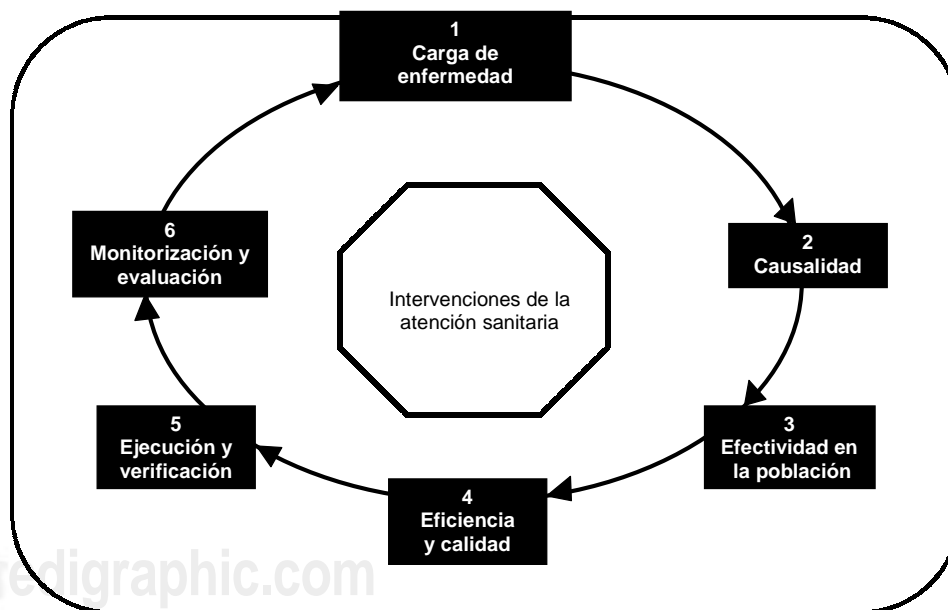 1
Carga de
enfermedad
2
Causalidad
3
Efectividad en
la población
4
Eficiencia
y calidad
5
Ejecución y
verificación
6
Monitorización y
evaluación
Intervenciones de la
atención sanitaria
redigraphic.com